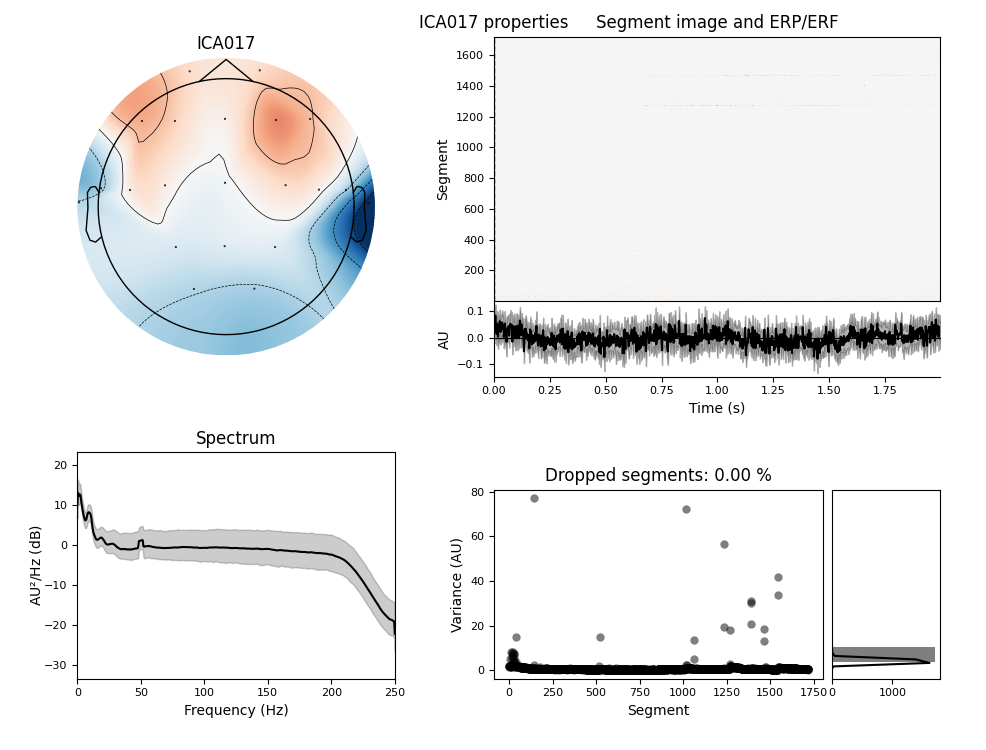 ICA017 properties
Segment image and ERP/ERF
ICA017
1600
1400
1200
1000
800
600
400
200
Segment
0.1
0.0
−0.1
AU
0.00 0.25 0.50 0.75 1.00 1.25 1.50 1.75
Time (s)
Spectrum
20
10
0
−10
−20
−30
AU²/Hz (dB)
0 50 100 150 200 250
Frequency (Hz)
Dropped segments: 0.00 %
80
60
40
20
0
Variance (AU)
0 250 500 750 1000 1250 1500 1750
Segment
0 1000